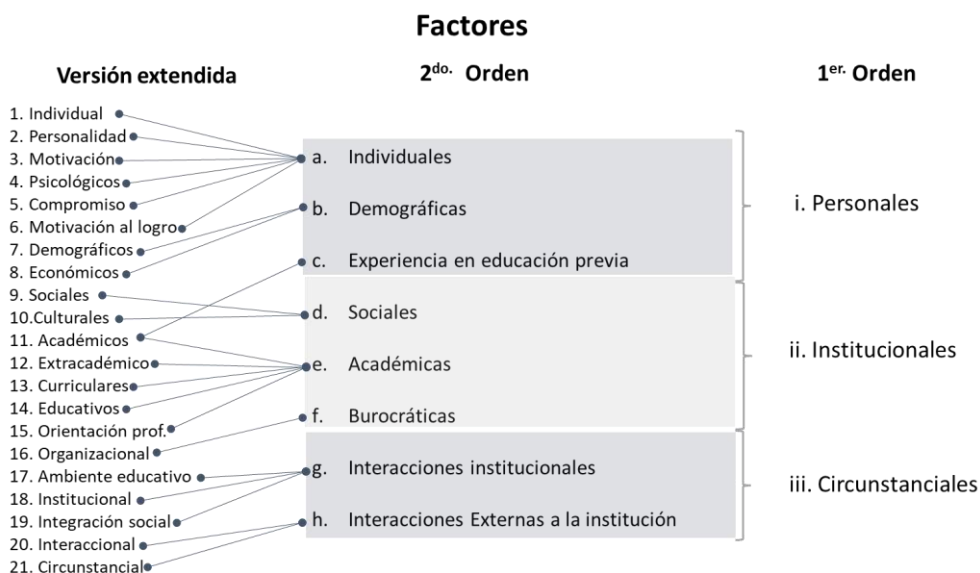 Factores
Versión extendida
2do. Orden
1er. Orden
1. Individual
2. Personalidad
3. Motivación
4. Psicológicos
5. Compromiso
6. Motivación al logro
7. Demográficos
8. Económicos
9. Sociales
10.Culturales
11. Académicos
12. Extracadémico
13. Curriculares
14. Educativos
15. Orientación prof.
16. Organizacional
17. Ambiente educativo
18. Institucional
19. Integración social
20. Interaccional
21. Circunstancial
a. Individuales
b. Demográficas
c. Experiencia en educación previa
d. Sociales
e. Académicas
f. Burocráticas
g. Interacciones institucionales
h. Interacciones Externas a la institución
i. Personales
ii. Institucionales
iii. Circunstanciales